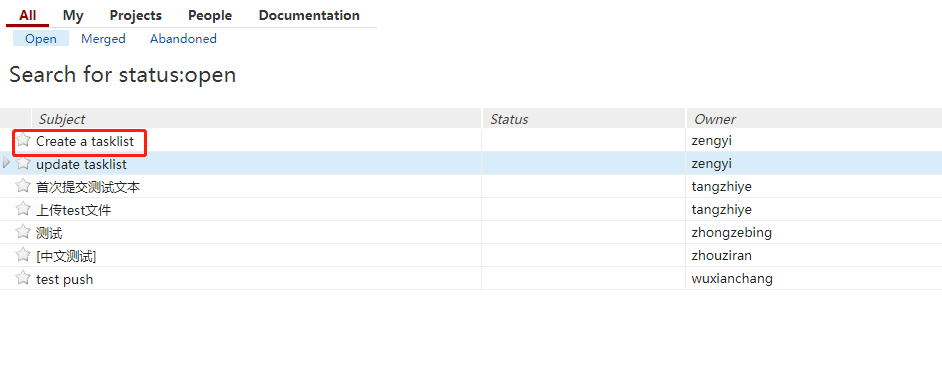 All My Projects People Documentation
Open Merged Abandoned
Search for status:open
Subject Status Owner
Create a tasklist zengyi
update tasklist zengyi
首次提交测试文本 tangzhiye
上传test文件 tangzhiye
测试 zhongzebing
[中文测试] zhouziran
test push wuxianchang